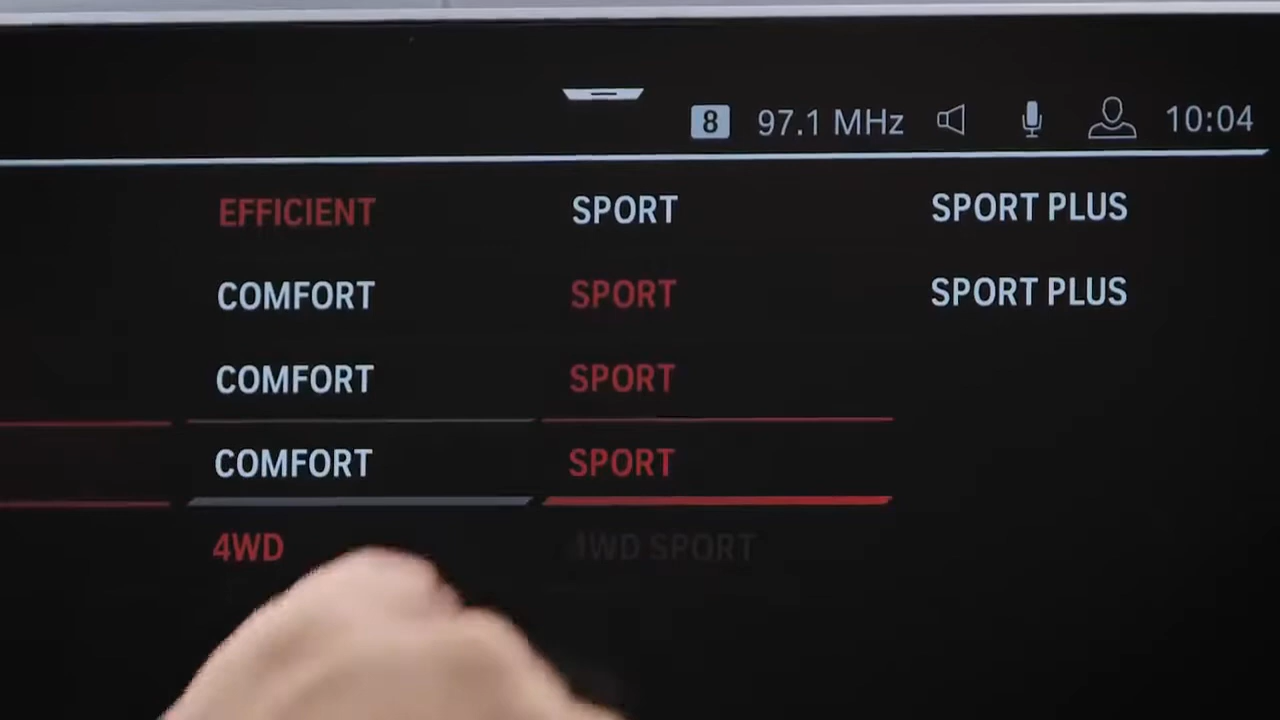 8 97.1 MHz 10:04
EFFICIENT SPORT SPORT PLUS
COMFORT SPORT SPORT PLUS
COMFORT SPORT
COMFORT SPORT
4WD 4WD SPORT